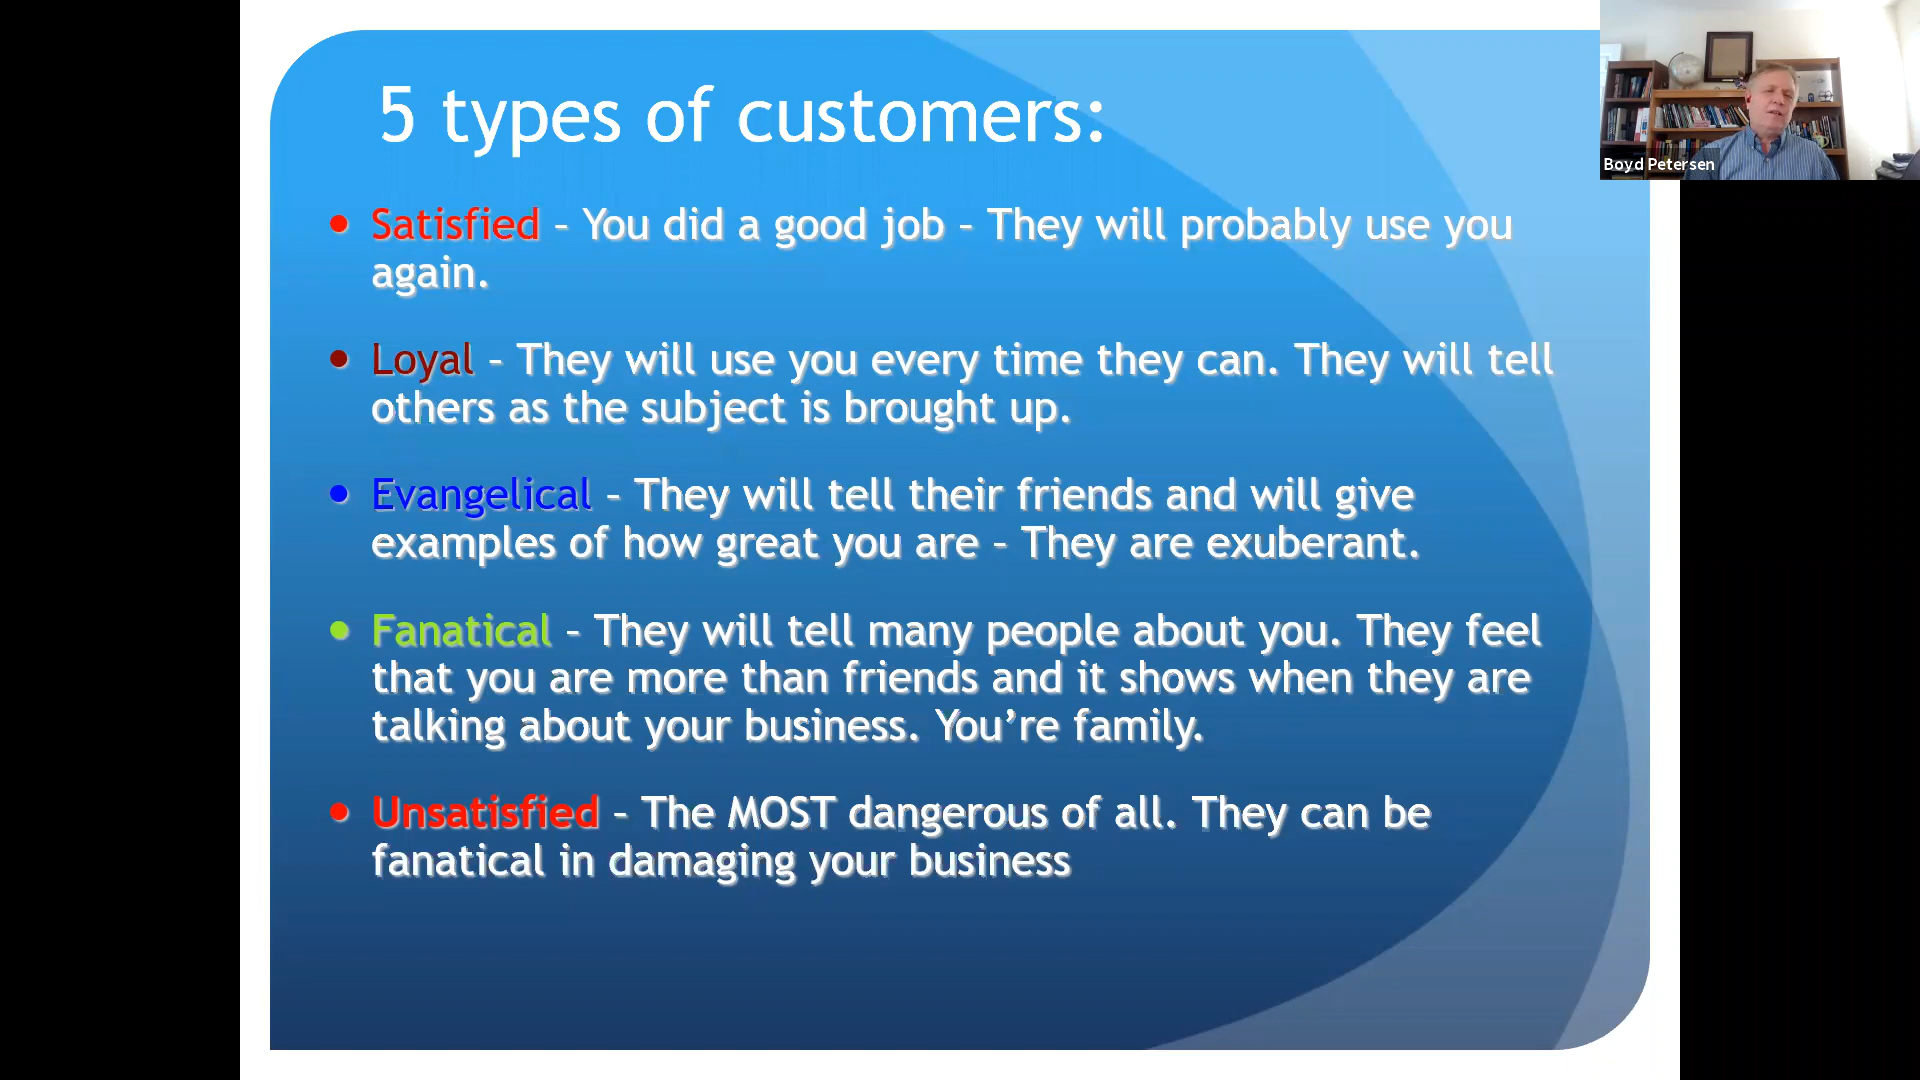 5 types of customers:
• Satisfied – You did a good job – They will probably use you
again.
• Loyal – They will use you every time they can. They will tell
others as the subject is brought up.
• Evangelical – They will tell their friends and will give
examples of how great you are – They are exuberant.
• Fanatical – They will tell many people about you. They feel
that you are more than friends and it shows when they are
talking about your business. You’re family.
• Unsatisfied – The MOST dangerous of all. They can be
fanatical in damaging your business
Boyd Petersen